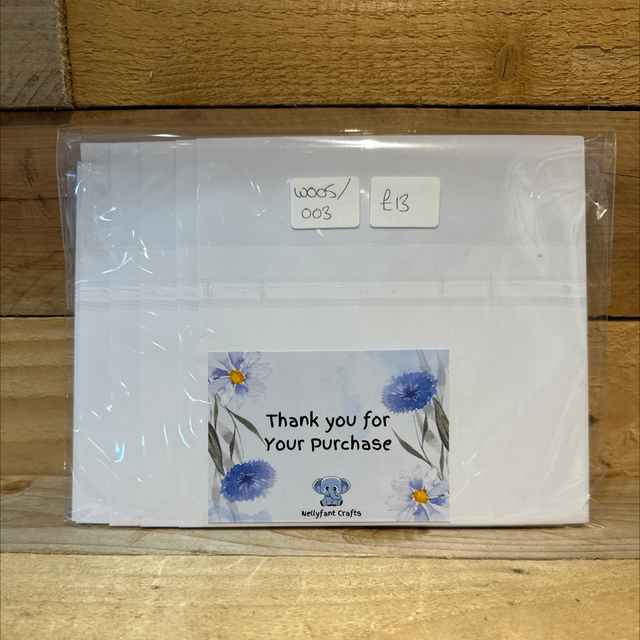 W005/
003
£13
Thank you for
Your Purchase
Nellyfant Crafts